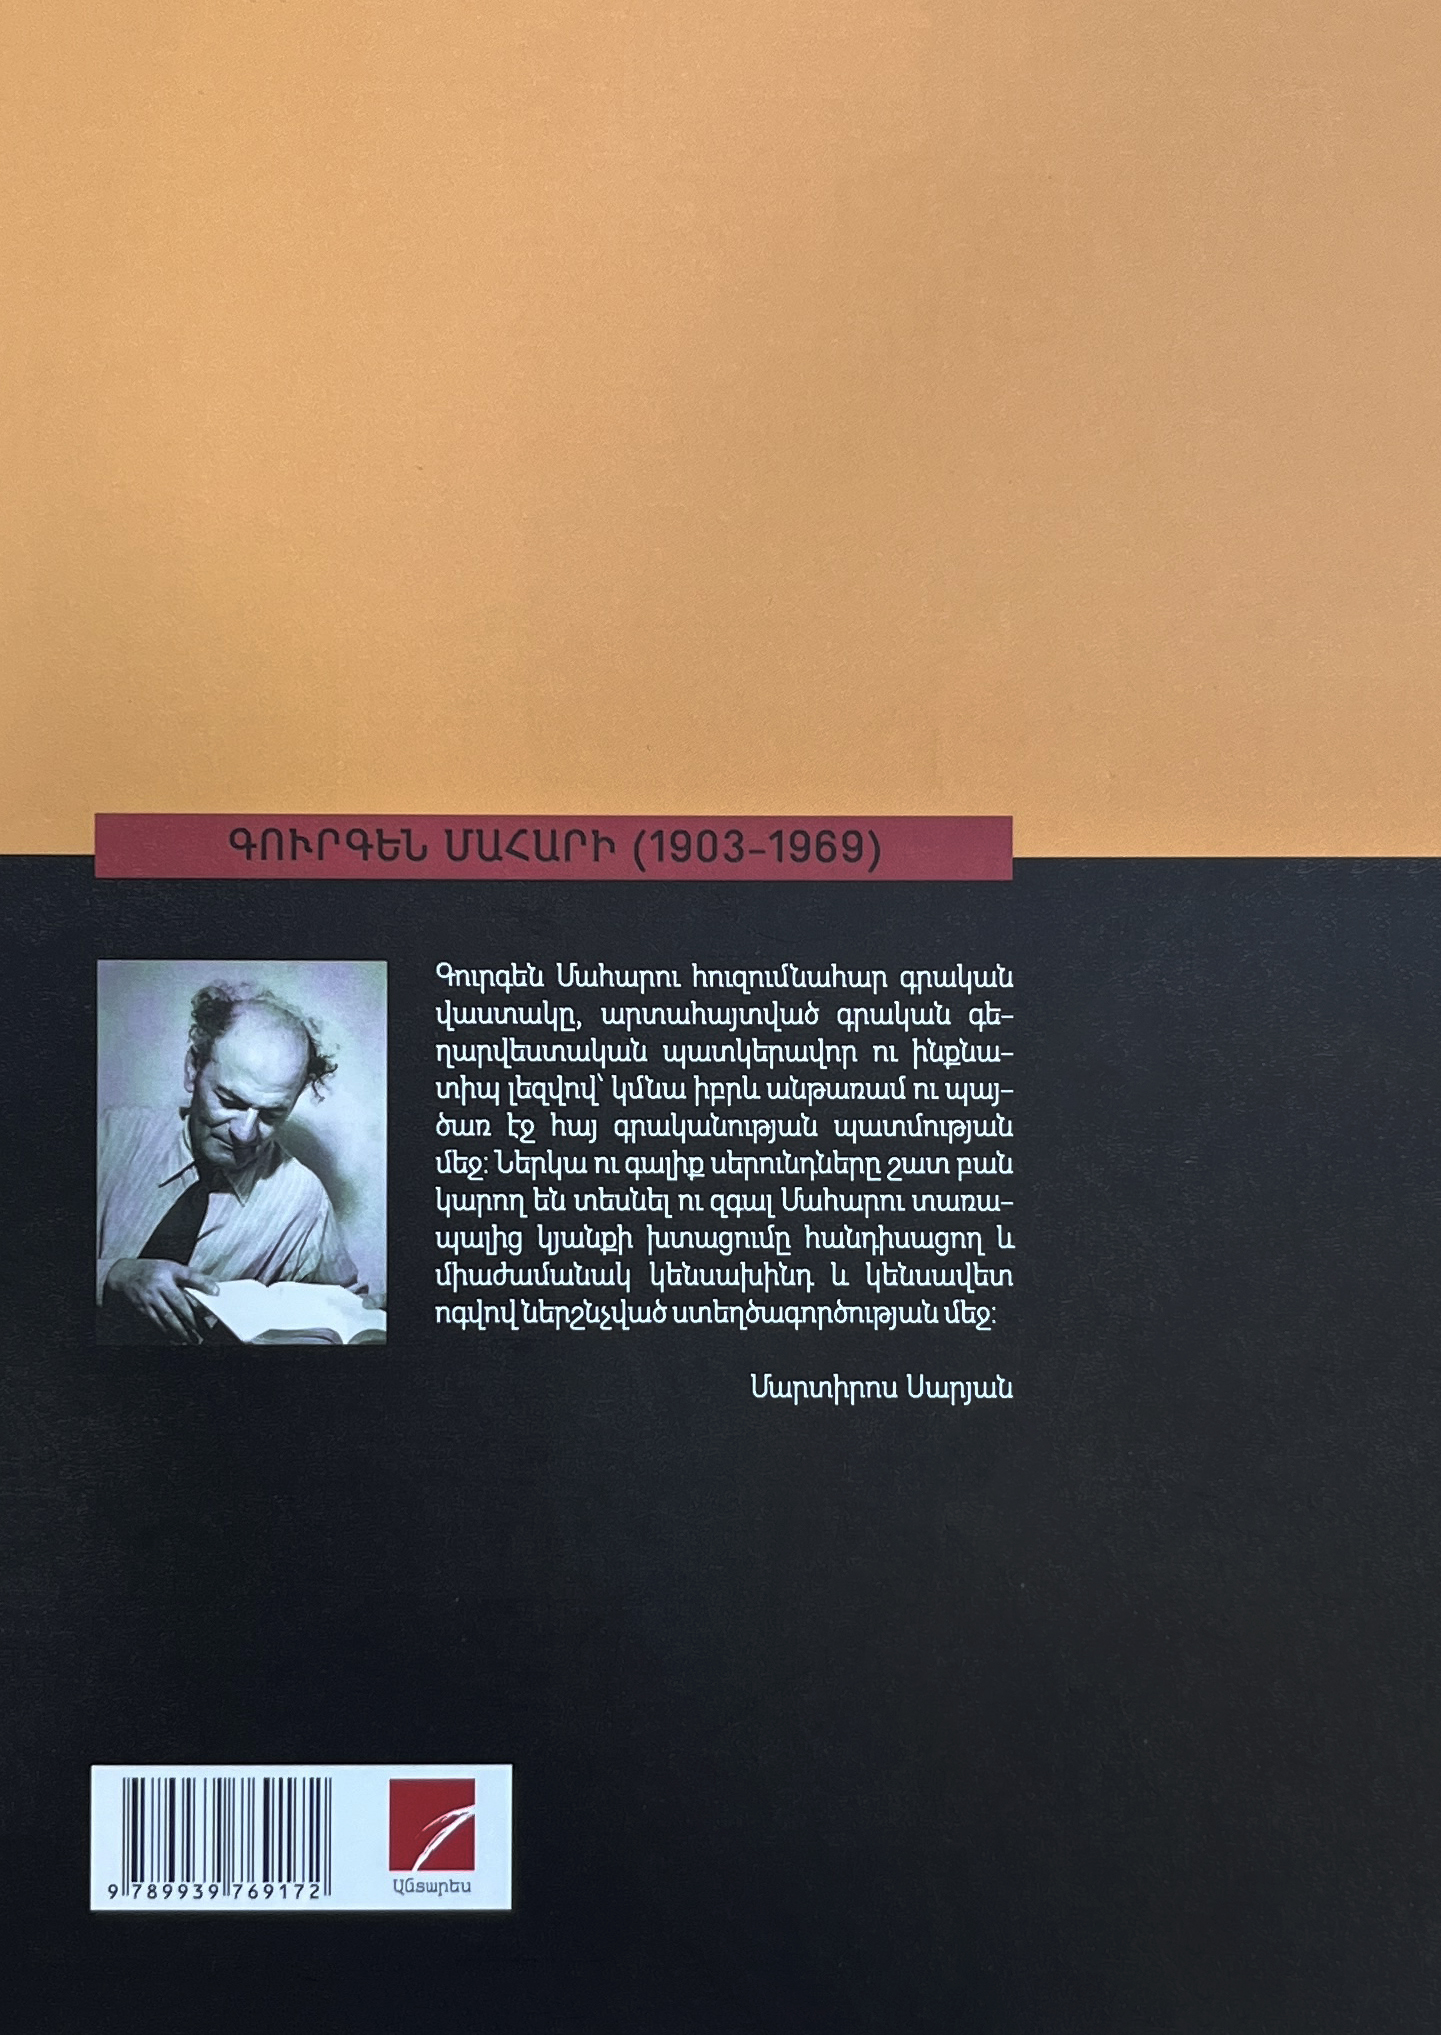 ԳՈՒՐԳԵՆ ՄԱՀԱՐԻ (1903-1969)
Գուրգեն Մահարու հուզումնահար գրական
վաստակը, արտահայտված գրական գե-
ղարվեստական պատկերավոր ու ինքնա-
տիպ լեզվով՝ կմնա իբրև անթառամ ու պայ-
ծառ էջ հայ գրականության պատմության
մեջ: Ներկա ու գալիք սերունդները շատ բան
կարող են տեսնել ու զգալ Մահարու տառա-
պալից կյանքի խտացումը հանդիսացող և
միաժամանակ կենսախինդ և կենսավետ
ոգվով ներշնչված ստեղծագործության մեջ:
Մարտիրոս Սարյան
9 789939 769172
Անտարես